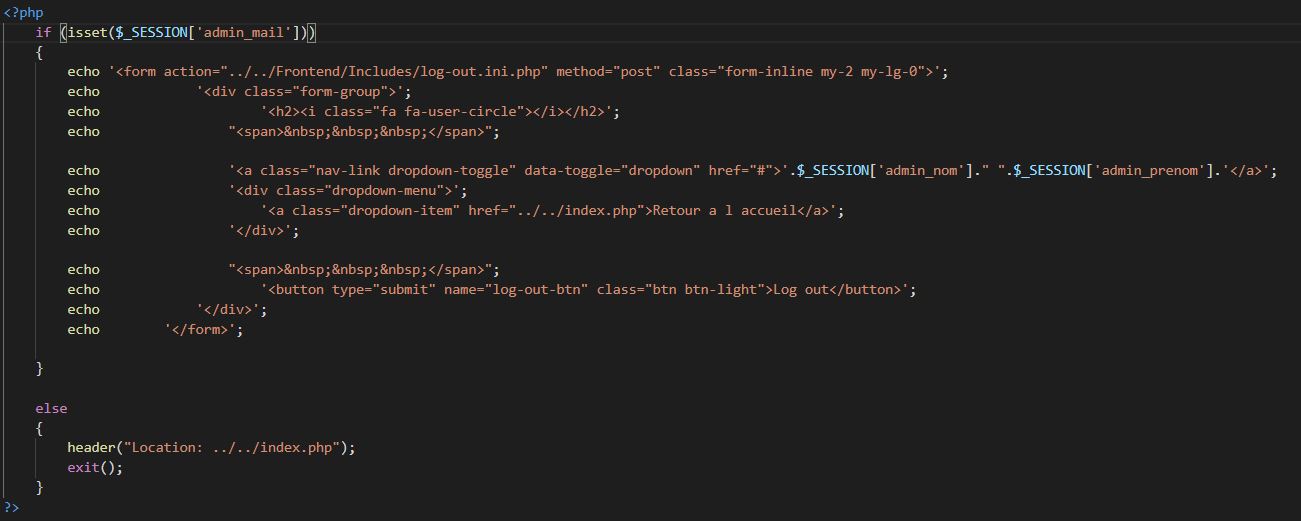 <?php
if (isset($_SESSION['admin_mail']))
{
echo '<form action="../../Frontend/Includes/log-out.ini.php" method="post" class="form-inline my-2 my-lg-0">';
echo '<div class="form-group">';
echo '<h2><i class="fa fa-user-circle"></i></h2>';
echo "<span>&nbsp;&nbsp;&nbsp;</span>";
echo '<a class="nav-link dropdown-toggle" data-toggle="dropdown" href="#">'.$_SESSION['admin_nom']." ".$_SESSION['admin_prenom'].'</a>';
echo '<div class="dropdown-menu">';
echo '<a class="dropdown-item" href="../../index.php">Retour a l accueil</a>';
echo '</div>';
echo "<span>&nbsp;&nbsp;&nbsp;</span>";
echo '<button type="submit" name="log-out-btn" class="btn btn-light">Log out</button>';
echo '</div>';
echo '</form>';
}
else
{
header("Location: ../../index.php");
exit();
}
?>